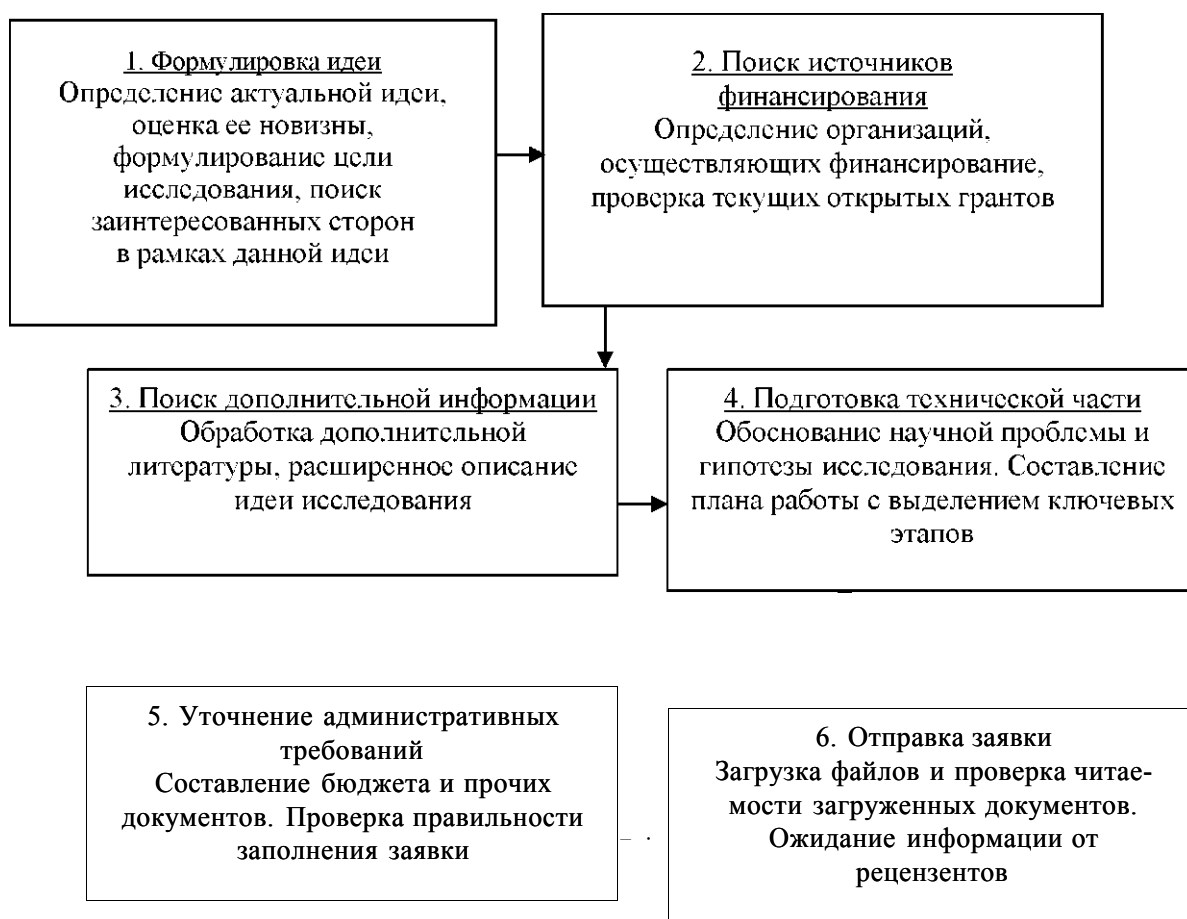 1. Формулировка идеи
Определение актуальной идеи,
оценка ее новизны,
формулирование цели
исследования, поиск
заинтересованных сторон
в рамках данной идеи
2. Поиск источников
финансирования
Определение организаций,
осуществляющих финансирование,
проверка текущих открытых грантов
3. Поиск дополнительной информации
Обработка дополнительной
литературы, расширенное описание
идеи исследования
4. Подготовка технической части
Обоснование научной проблемы и
гипотезы исследования. Составление
плана работы с выделением ключевых
этапов
5. Уточнение административных
требований
Составление бюджета и прочих
документов. Проверка правильности
заполнения заявки
6. Отправка заявки
Загрузка файлов и проверка читае-
мости загруженных документов.
Ожидание информации от
рецензентов